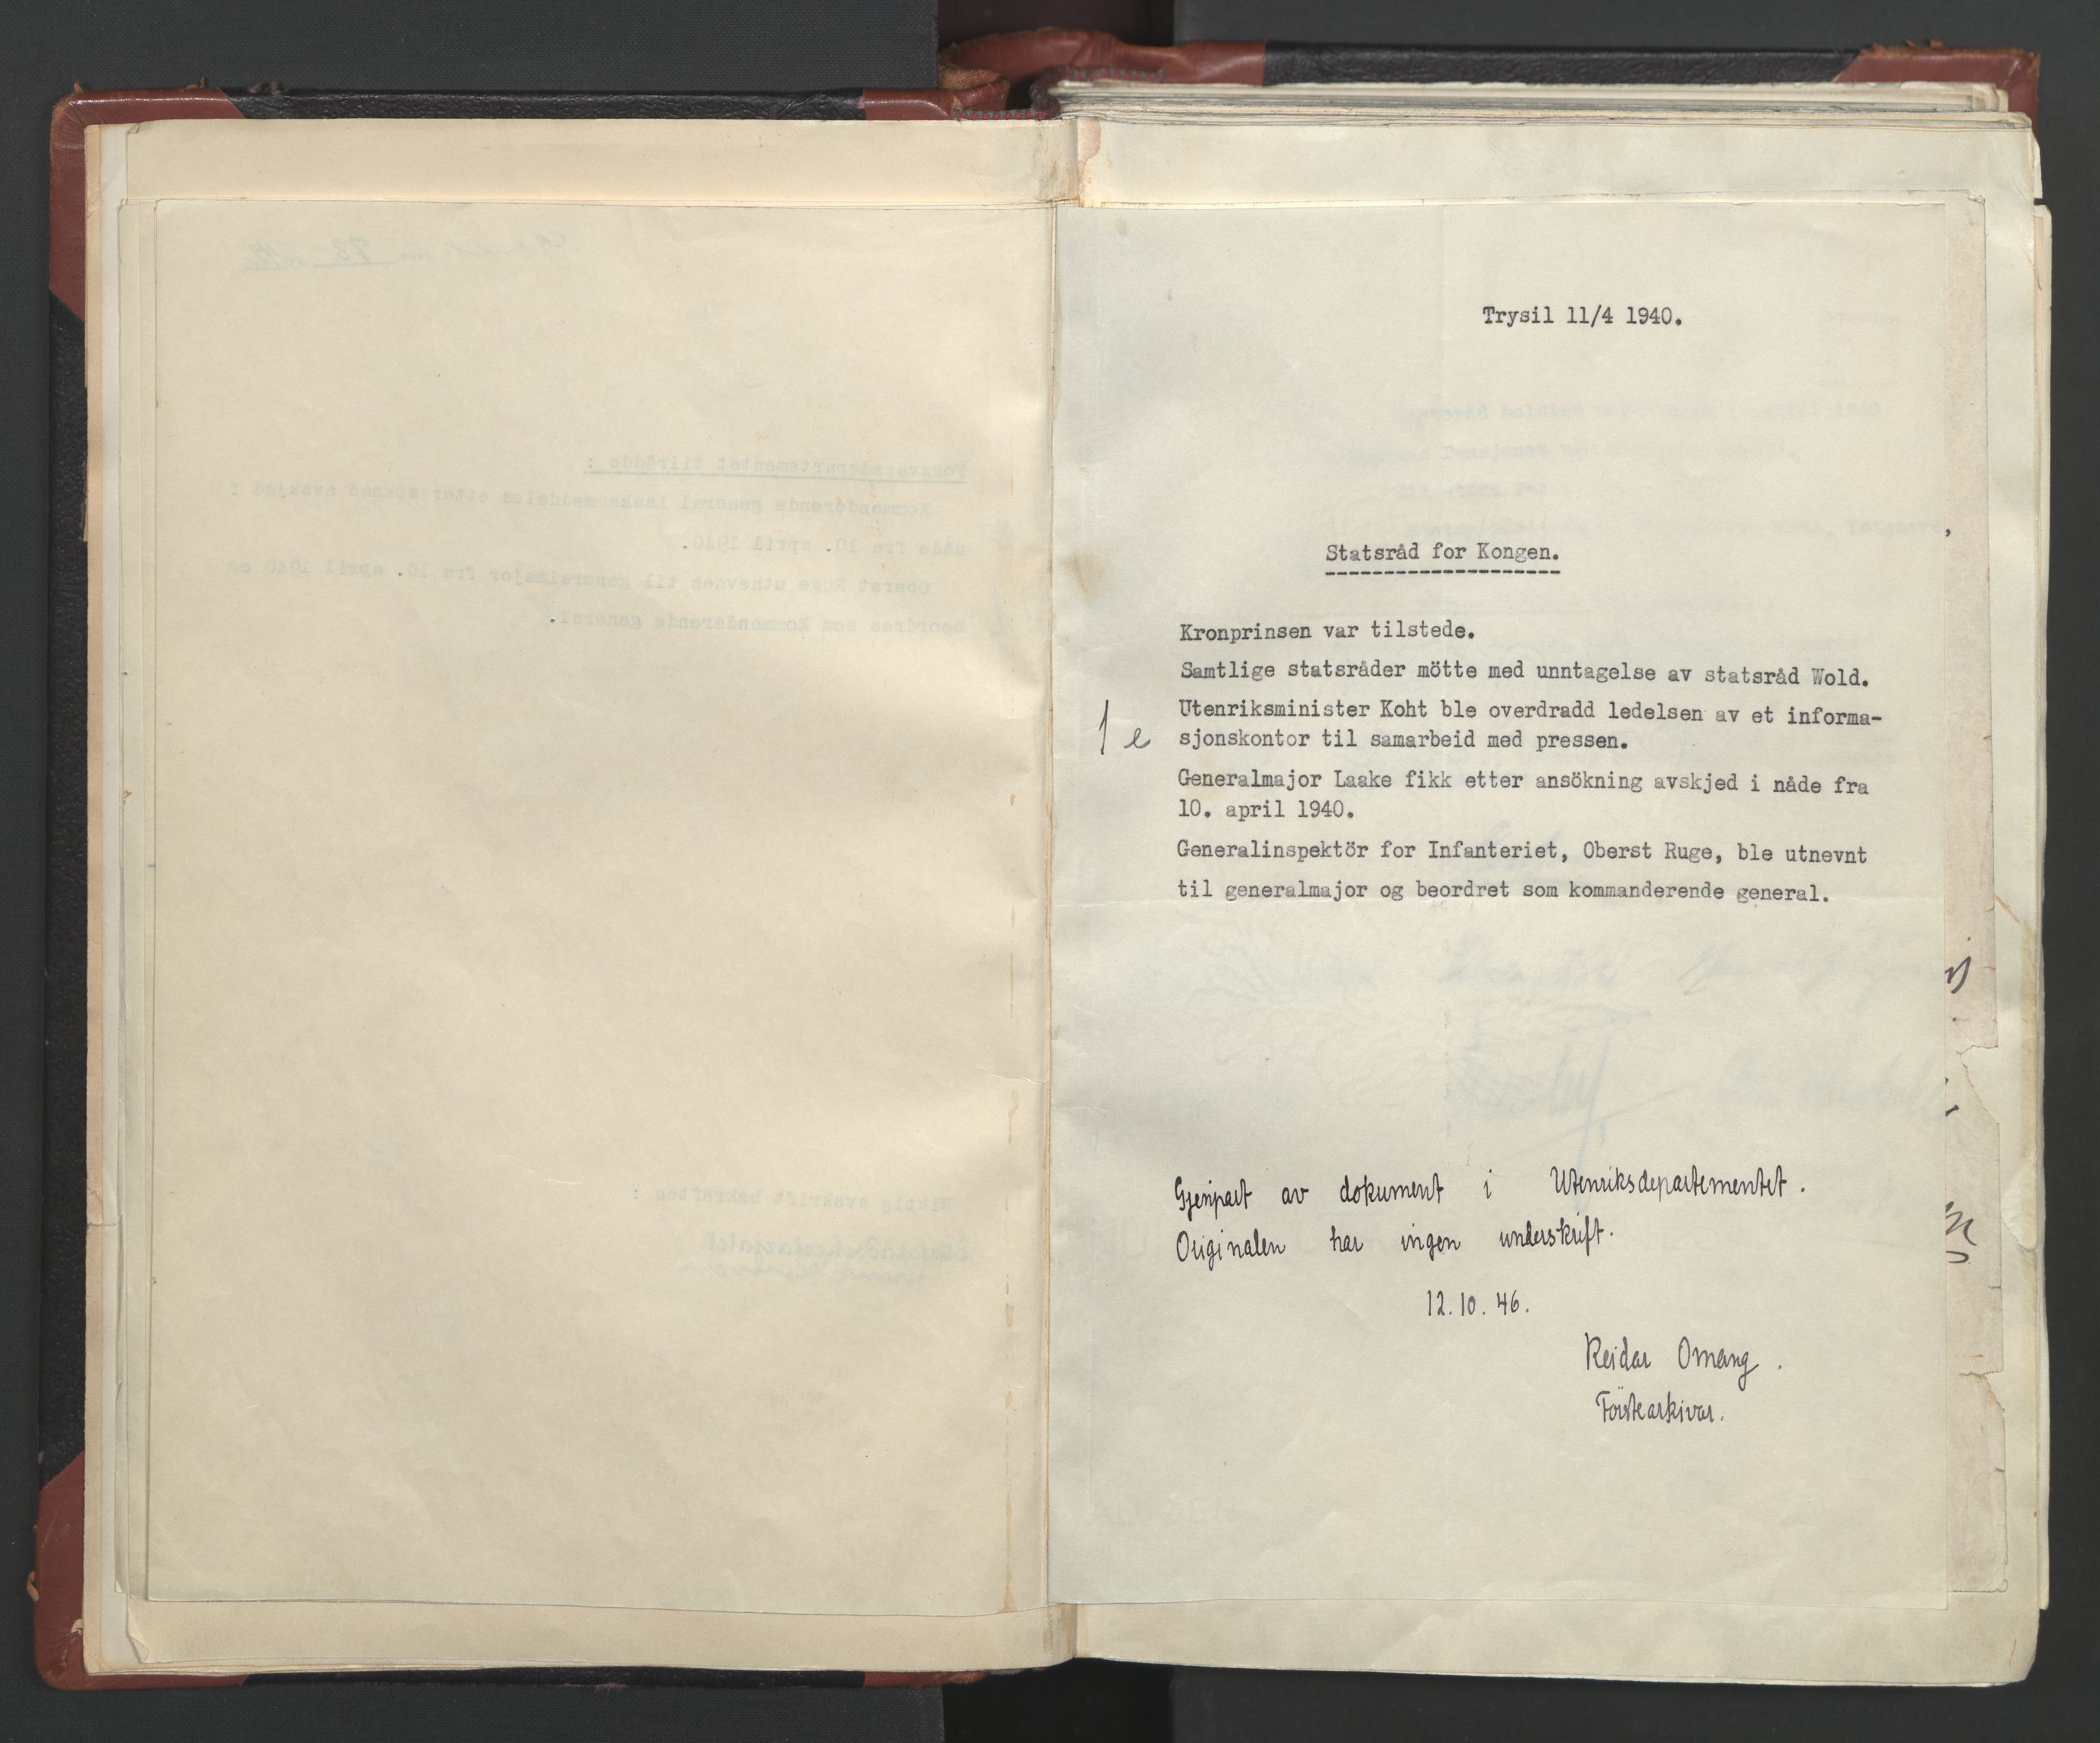 Trysil 11/4 1940.
Statsråd for Kongen.
Kronprinsen var tilstede.
Samtlige statsråder mötte med unntagelse av statsråd Wold.
Utenriksminister Koht ble overdradd ledelsen av et informa-
sjonskontor til samarbeid med pressen.
Generalmajor Laake fikk etter ansökning avskjed i nåde fra
10. april 1940.
Generalinspektör for Infanteriet, Oberst Ruge, ble utnevnt
til generalmajor og beordret som kommanderende general.
Gjenpart av dokument i Utenriksdepartementet.
Originalen har ingen underskrift.
12.10.46.
Reidar Omang.
Förstearkivar.